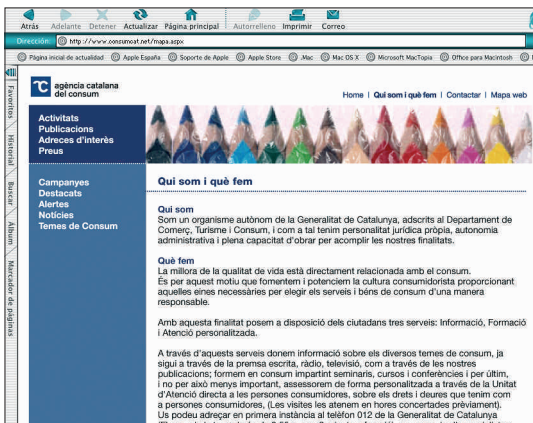 Atrás Adelante Detener Actualizar Página principal Autorrelleno Imprimir Correo
Dirección: http://www.consumcat.net/mapa.aspx
Página inicial de actualidad Apple España Soporte de Apple Apple Store .Mac Mac OS X Microsoft MacTopia Office para Macintosh
Favoritos
Historial
Buscar
Álbum
Marcador de páginas
agència catalana
del consum
Home | Qui som i què fem | Contactar | Mapa web
Activitats
Publicacions
Adreces d'interès
Preus
Campanyes
Destacats
Alertes
Notícies
Temes de Consum
Qui som i què fem
Qui som
Som un organisme autònom de la Generalitat de Catalunya, adscrits al Departament de
Comerç, Turisme i Consum, i com a tal tenim personalitat jurídica pròpia, autonomia
administrativa i plena capacitat d'obrar per acomplir les nostres finalitats.
Què fem
La millora de la qualitat de vida està directament relacionada amb el consum.
És per aquest motiu que fomentem i potenciem la cultura consumidorista proporcionant
aquelles eines necessàries per elegir els serveis i béns de consum d'una manera
responsable.
Amb aquesta finalitat posem a disposició dels ciutadans tres serveis: Informació, Formació
i Atenció personalitzada.
A través d'aquests serveis donem informació sobre els diversos temes de consum, ja
sigui a través de la premsa escrita, ràdio, televisió, com a través de les nostres
publicacions; formem en consum impartint seminaris, cursos i conferències i per últim,
i no per això menys important, assessorem de forma personalitzada a través de la Unitat
d'Atenció directa a les persones consumidores, sobre els drets i deures que tenim com
a persones consumidores, (Les visites les atenem en hores concertades prèviament).
Us podeu adreçar en primera instància al telèfon 012 de la Generalitat de Catalunya